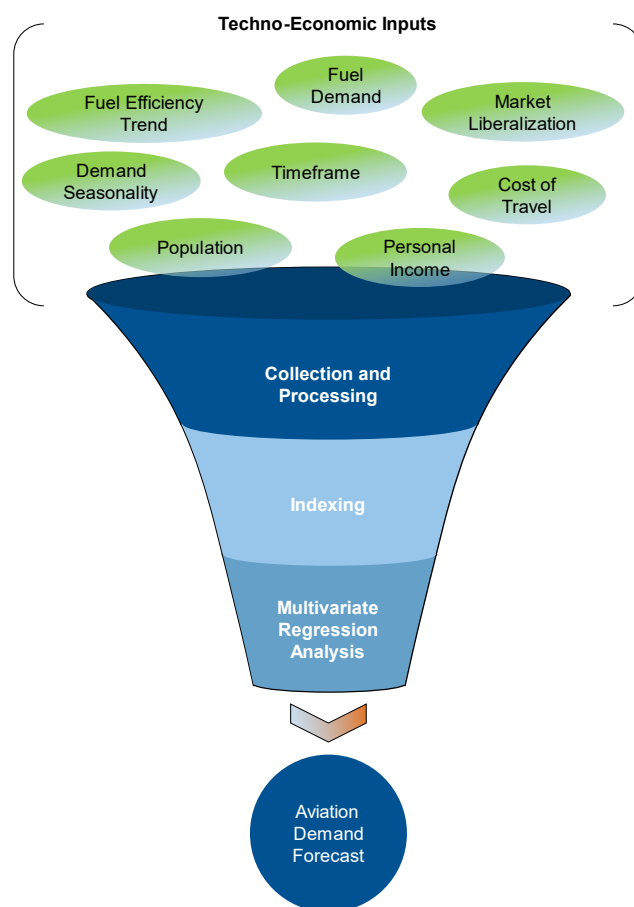 Techno-Economic Inputs
Fuel
Demand
Fuel Efficiency
Trend
Market
Liberalization
Demand
Seasonality
Timeframe
Cost of
Travel
Population
Personal
Income
Collection and
Processing
Indexing
Multivariate
Regression
Analysis
Aviation
Demand
Forecast